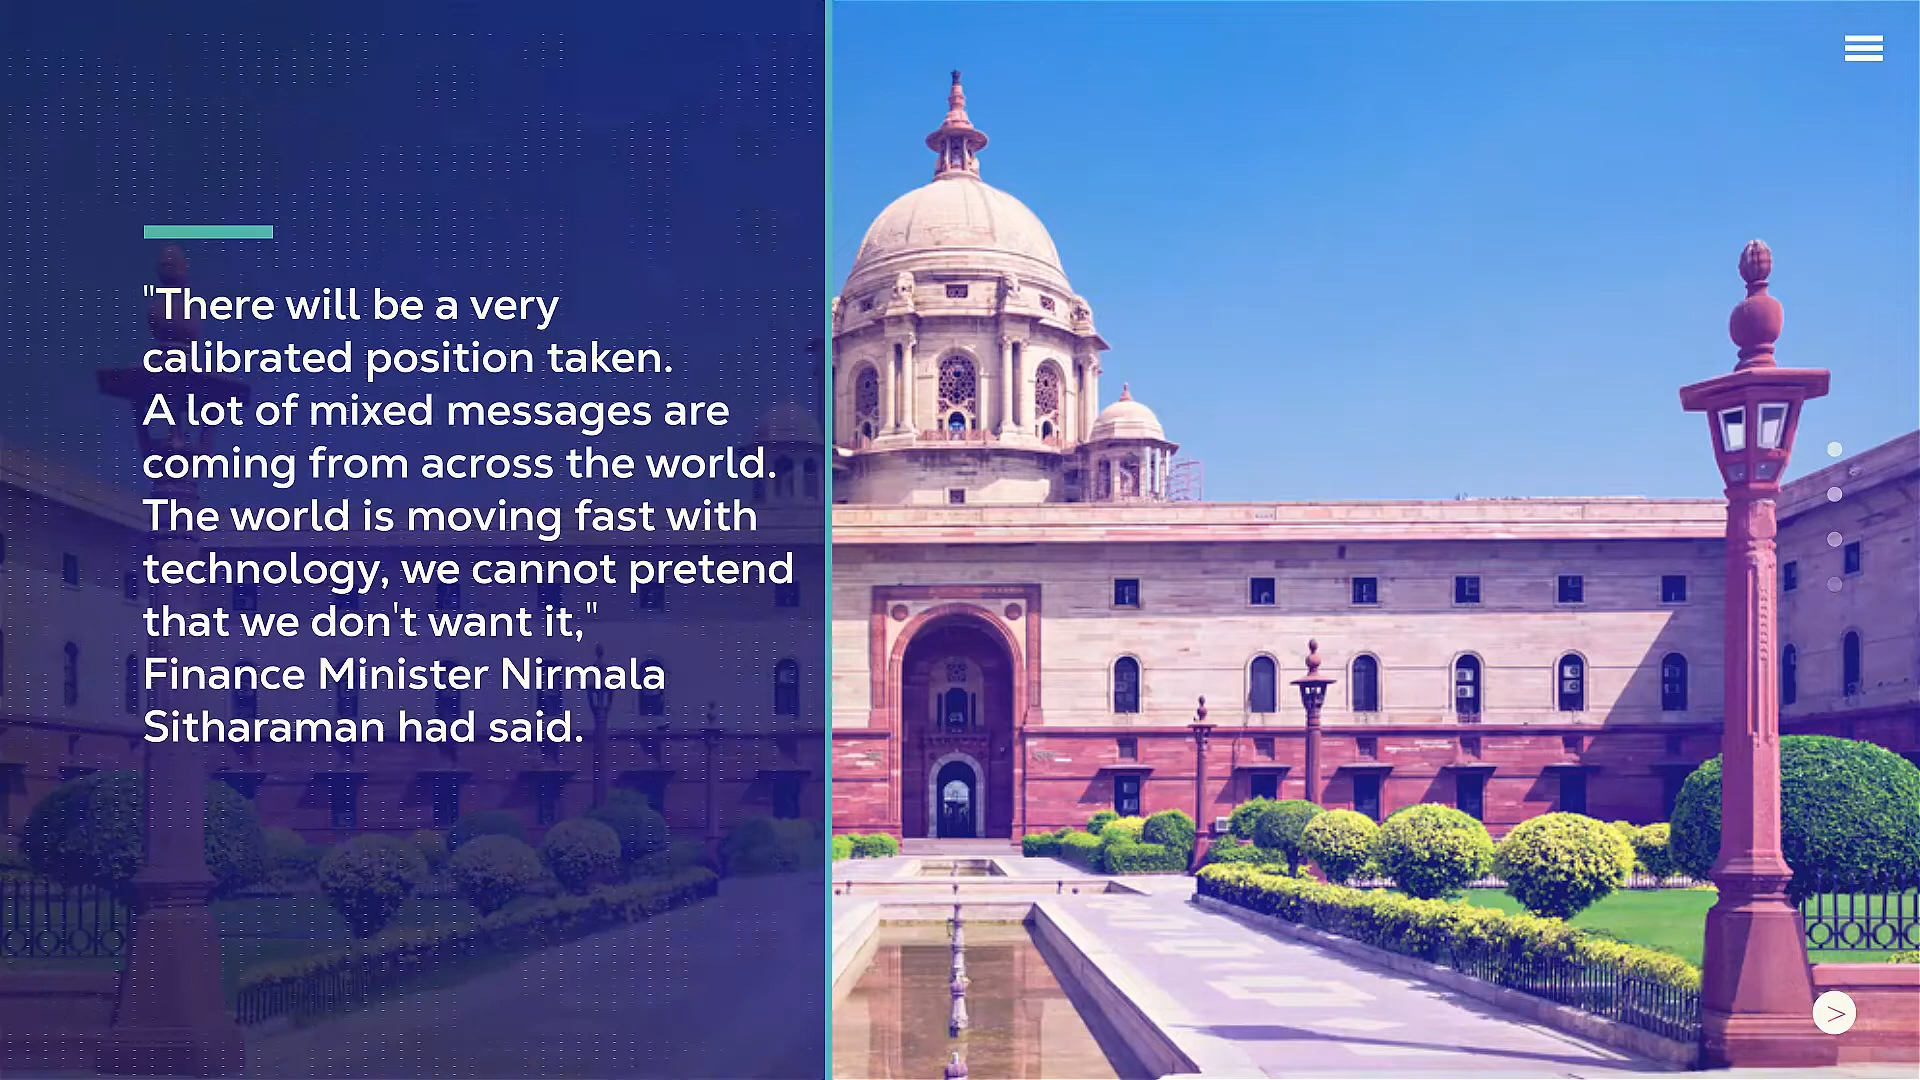 "There will be a very
calibrated position taken.
A lot of mixed messages are
coming from across the world.
The world is moving fast with
technology, we cannot pretend
that we don't want it,"
Finance Minister Nirmala
Sitharaman had said.
>